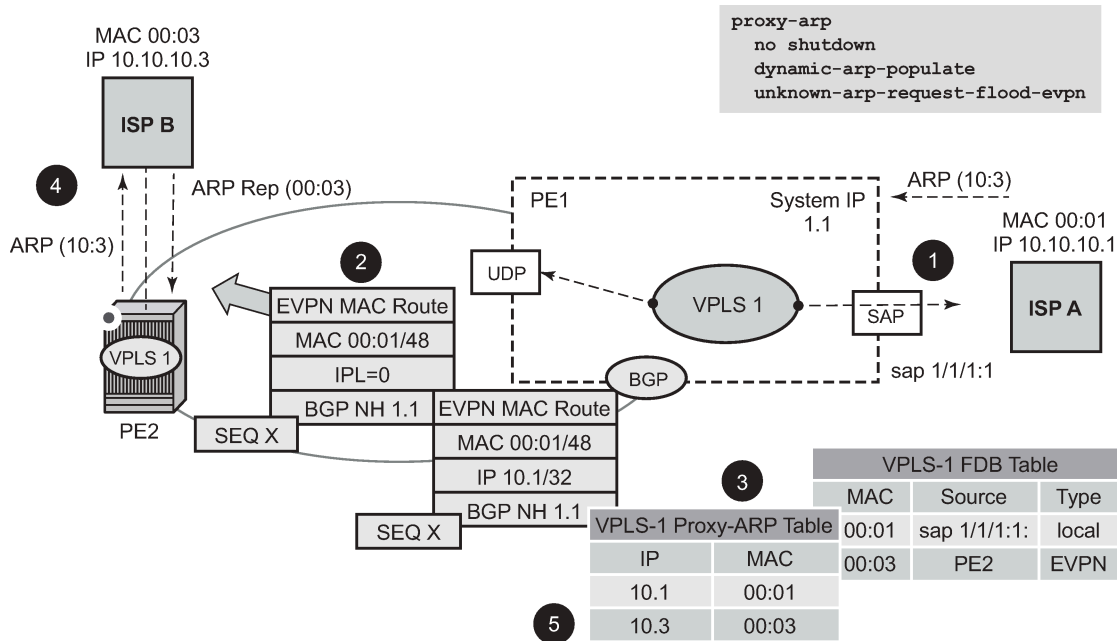 proxy-arp
no shutdown
dynamic-arp-populate
unknown-arp-request-flood-evpn
MAC 00:03
IP 10.10.10.3
ISP B
4
ARP Rep (00:03)
ARP (10:3)
PE1
System IP
1.1
ARP (10:3)
MAC 00:01
IP 10.10.10.1
1
UDP
VPLS 1
SAP
ISP A
sap 1/1/1:1
BGP
2
EVPN MAC Route
MAC 00:01/48
IPL=0
BGP NH 1.1
SEQ X
VPLS 1
PE2
EVPN MAC Route
MAC 00:01/48
IP 10.1/32
BGP NH 1.1
SEQ X
3
VPLS-1 FDB Table
MAC Source Type
00:01 sap 1/1/1:1: local
00:03 PE2 EVPN
VPLS-1 Proxy-ARP Table
IP MAC
10.1 00:01
10.3 00:03
5